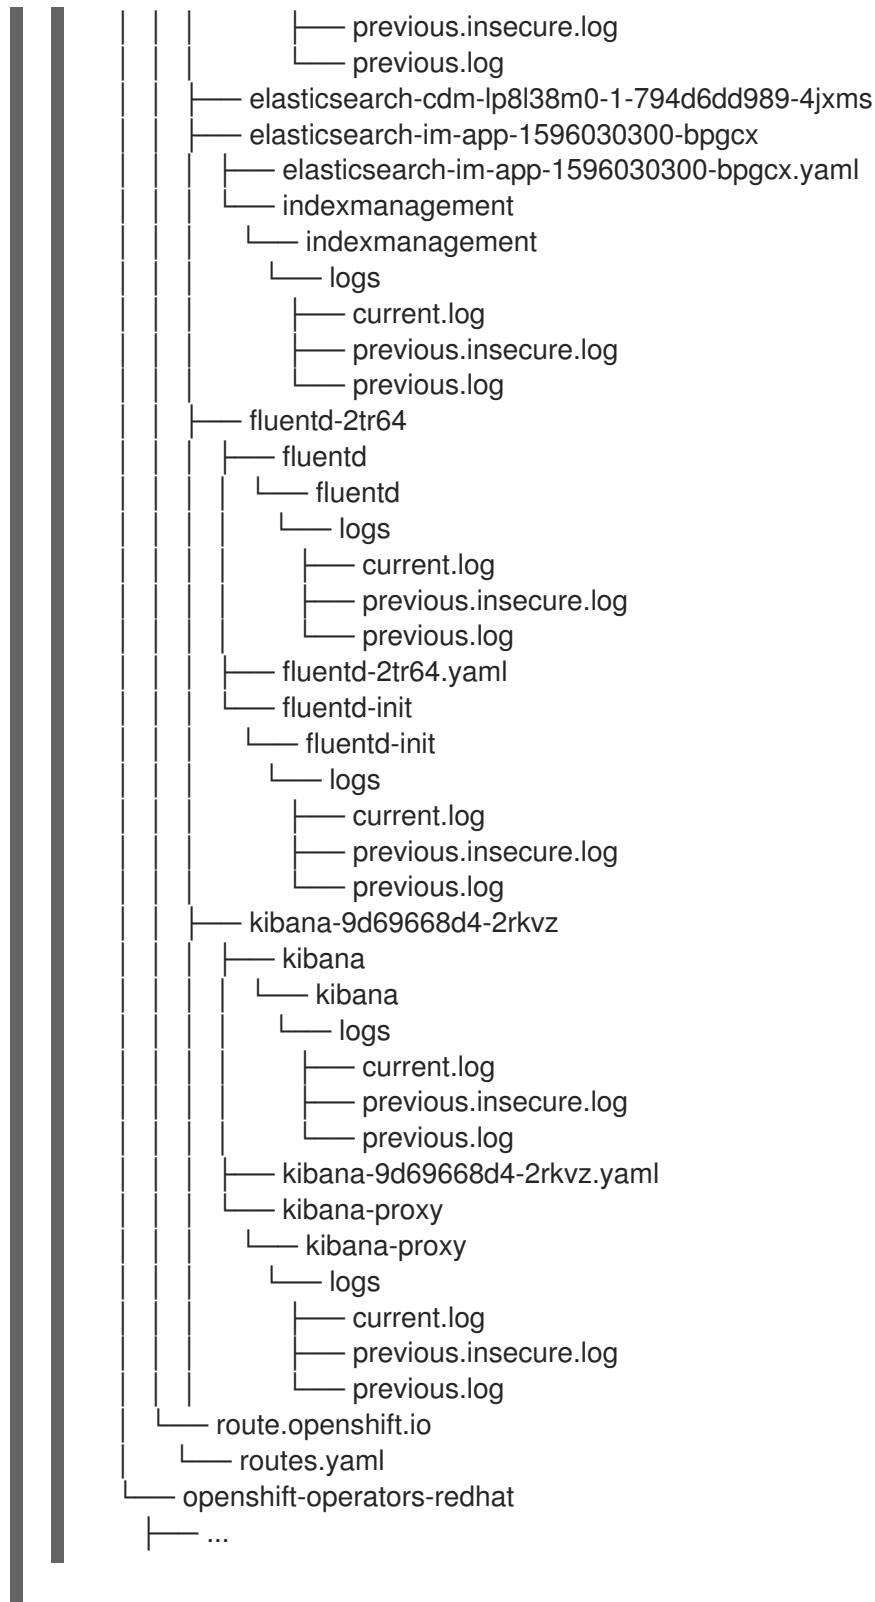 │ │ │ ├── previous.insecure.log
│ │ │ └── previous.log
│ │ ├── elasticsearch-cdm-lp8l38m0-1-794d6dd989-4jxms
│ │ ├── elasticsearch-im-app-1596030300-bpgcx
│ │ │ ├── elasticsearch-im-app-1596030300-bpgcx.yaml
│ │ │ └── indexmanagement
│ │ │ └── indexmanagement
│ │ │ └── logs
│ │ │ ├── current.log
│ │ │ ├── previous.insecure.log
│ │ │ └── previous.log
│ │ ├── fluentd-2tr64
│ │ │ ├── fluentd
│ │ │ │ └── fluentd
│ │ │ │ └── logs
│ │ │ │ ├── current.log
│ │ │ │ ├── previous.insecure.log
│ │ │ │ └── previous.log
│ │ │ ├── fluentd-2tr64.yaml
│ │ │ └── fluentd-init
│ │ │ └── fluentd-init
│ │ │ └── logs
│ │ │ ├── current.log
│ │ │ ├── previous.insecure.log
│ │ │ └── previous.log
│ │ ├── kibana-9d69668d4-2rkvz
│ │ │ ├── kibana
│ │ │ │ └── kibana
│ │ │ │ └── logs
│ │ │ │ ├── current.log
│ │ │ │ ├── previous.insecure.log
│ │ │ │ └── previous.log
│ │ │ ├── kibana-9d69668d4-2rkvz.yaml
│ │ │ └── kibana-proxy
│ │ │ └── kibana-proxy
│ │ │ └── logs
│ │ │ ├── current.log
│ │ │ ├── previous.insecure.log
│ │ │ └── previous.log
│ └── route.openshift.io
│ └── routes.yaml
└── openshift-operators-redhat
├── ...